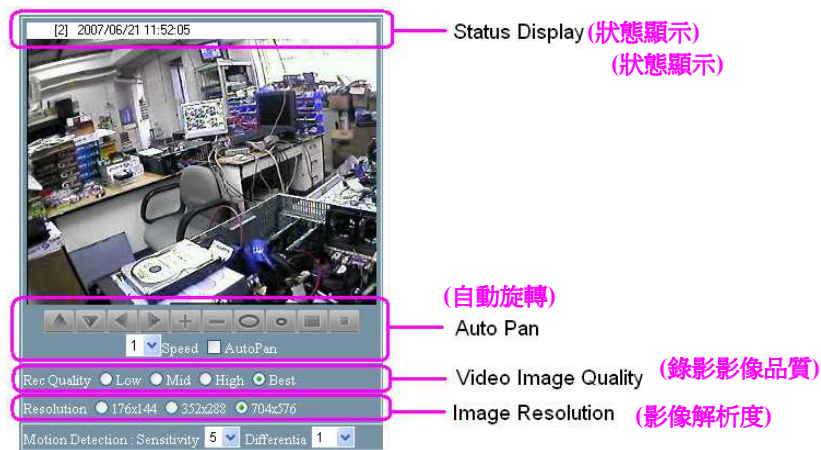 [2] 2007/06/21 11:52:05
Status Display(狀態顯示)
(狀態顯示)
(自動旋轉)
Auto Pan
1 Speed AutoPan
Rec Quality Low Mid High Best
Video Image Quality (錄影影像品質)
Resolution 176x144 352x288 704x576
Image Resolution (影像解析度)
Motion Detection : Sensitivity 5 Differentia 1